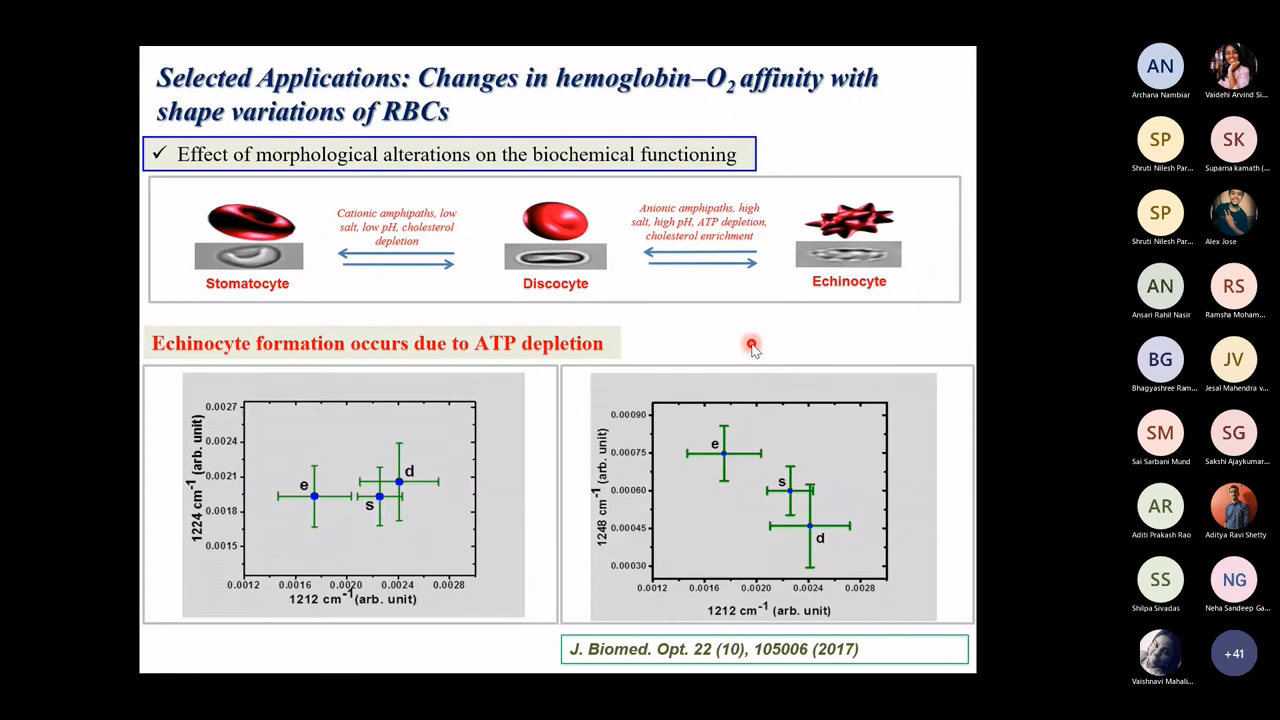 Selected Applications: Changes in hemoglobin–O2 affinity with
shape variations of RBCs
✓ Effect of morphological alterations on the biochemical functioning
Cationic amphipaths, low
salt, low pH, cholesterol
depletion
Anionic amphipaths, high
salt, high pH, ATP depletion,
cholesterol enrichment
Stomatocyte
Discocyte
Echinocyte
Echinocyte formation occurs due to ATP depletion
1224 cm-1 (arb. unit)
0.0027
0.0024
0.0021
0.0018
0.0015
e
s
d
0.0012 0.0016 0.0020 0.0024 0.0028
1212 cm-1(arb. unit)
1248 cm-1 (arb. unit)
0.00090
0.00075
0.00060
0.00045
0.00030
e
s
d
0.0012 0.0016 0.0020 0.0024 0.0028
1212 cm-1 (arb. unit)
J. Biomed. Opt. 22 (10), 105006 (2017)
AN
Archana Nambiar
Vaidehi Arvind Si...
SP
Shruti Nilesh Par...
SK
Suparna kamath (...
SP
Shruti Nilesh Par...
Alex Jose
AN
Ansari Rahil Nasir
RS
Ramsha Moham...
BG
Bhagyashree Ram...
JV
Jesal Mahendra v...
SM
Sai Sarbani Mund
SG
Sakshi Ajaykumar...
AR
Aditi Prakash Rao
Aditya Ravi Shetty
SS
Shilpa Sivadas
NG
Neha Sandeep Ga...
Vaishnavi Mahali...
+41